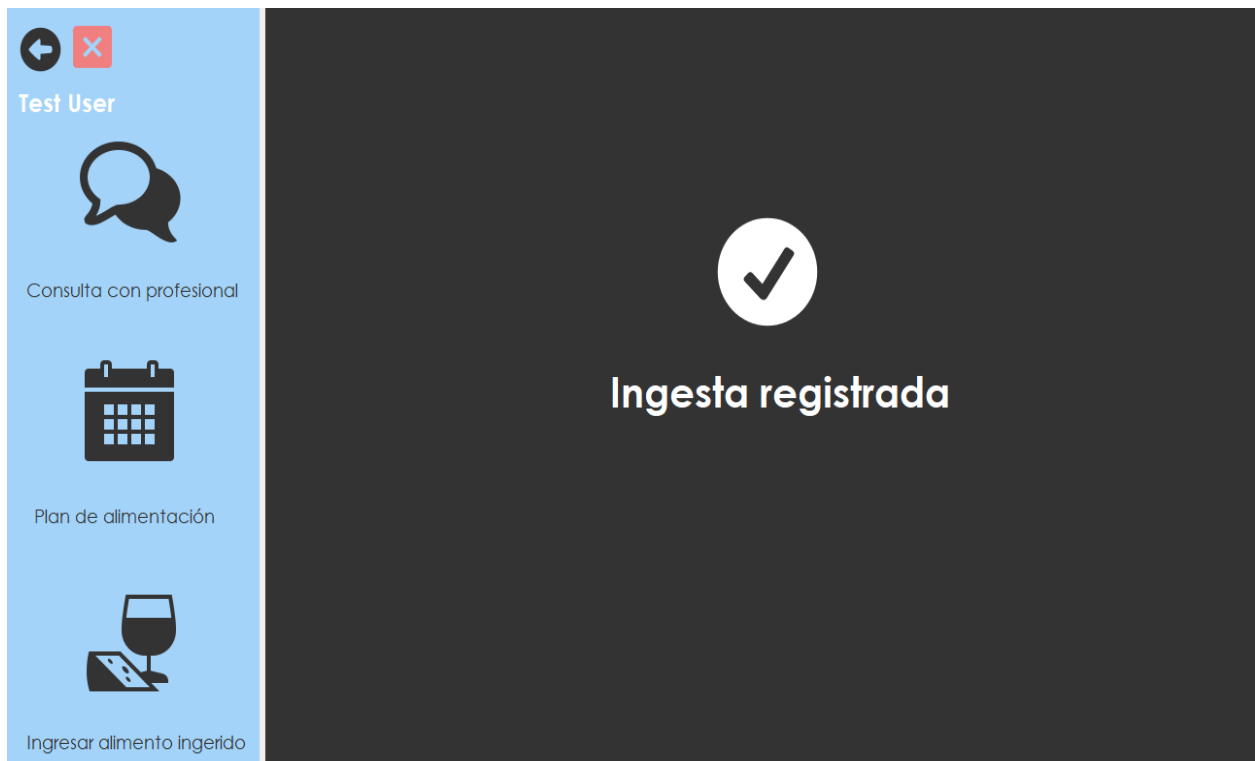 Test User
Consulta con profesional
Plan de alimentación
Ingresar alimento ingerido
Ingesta registrada